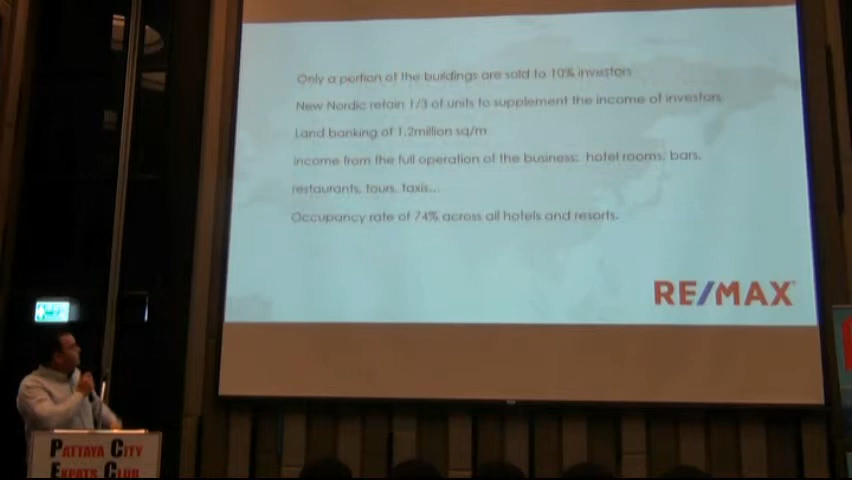 Only a portion of the buildings are sold to 10% investors
New Nordic retain 1/3 of units to supplement the income of investors
Land banking of 1.2million sq/m
Income from the full operation of the business: hotel rooms, bars,
restaurants, tours, taxis...
Occupancy rate of 74% across all hotels and resorts.
RE/MAX
PATTAYA CITY
EXPATS CLUB